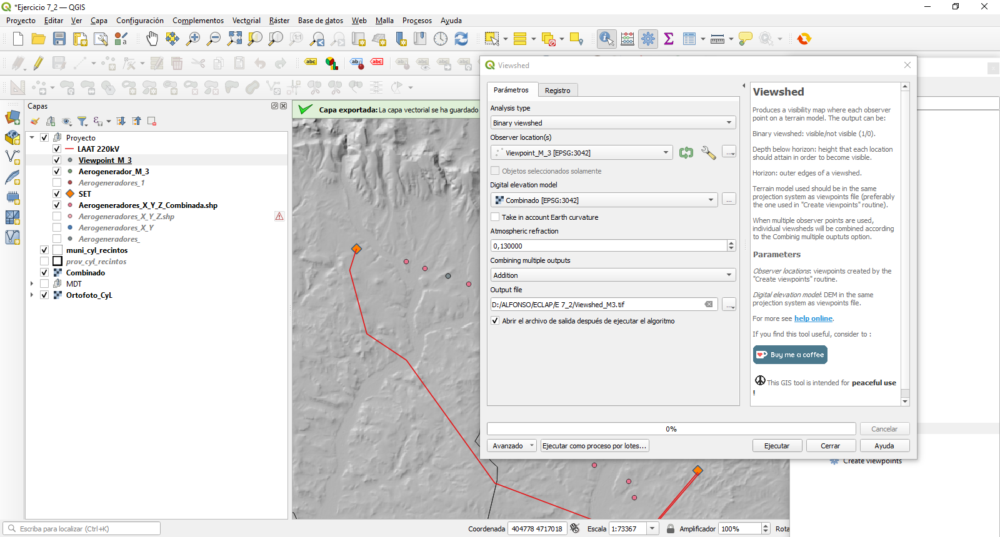 *Ejercicio 7_2 — QGIS
Proyecto Editar Ver Capa Configuración Complementos Vectorial Ráster Base de datos Web Malla Procesos Ayuda
1:1
abc
abc
ab
abc
Capas
Proyecto
LAAT 220kV
Viewpoint_M_3
Aerogenerador_M_3
Aerogeneradores_1
SET
Aerogeneradores_X_Y_Z_Combinada.shp
Aerogeneradores_X_Y_Z.shp
Aerogeneradores_X_Y
Aerogeneradores_
muni_cyl_recintos
prov_cyl_recintos
Combinado
MDT
Ortofoto_CyL
Capa exportada: La capa vectorial se ha guardado
Viewshed
Parámetros Registro
Analysis type
Binary viewshed
Observer location(s)
Viewpoint_M_3 [EPSG:3042]
...
Objetos seleccionados solamente
Digital elevation model
Combinado [EPSG:3042]
...
Take in account Earth curvature
Atmospheric refraction
0,130000
Combining multiple outputs
Addition
Output file
D:/ALFONSO/ECLAP/E 7_2/Viewshed_M3.tif
...
Abrir el archivo de salida después de ejecutar el algoritmo
Viewshed
Produces a visibility map where each observer
point on a terrain model. The output can be:
Binary viewshed: visible/not visible (1/0).
Depth below horizon: height that each location
should attain in order to become visible.
Horizon: outer edges of a viewshed.
Terrain model used should be in the same
projection system as viewpoints file (preferably
the one used in "Create viewpoints" routine).
When multiple observer points are used,
individual viewsheds will be combined according
to the Combinig multiple ouptuts option.
Parameters
Observer locations: viewpoints created by the
"Create viewpoints" routine.
Digital elevation model: DEM in the same
projection system as viewpoints file.
For more see help online.
If you find this tool useful, consider to :
Buy me a coffee
This GIS tool is intended for peaceful use
!
0%
Cancelar
Avanzado Ejecutar como proceso por lotes... Ejecutar Cerrar Ayuda
Create viewpoints
Escriba para localizar (Ctrl+K)
Coordenada 404778 4717018 Escala 1:73367 Amplificador 100% Rota